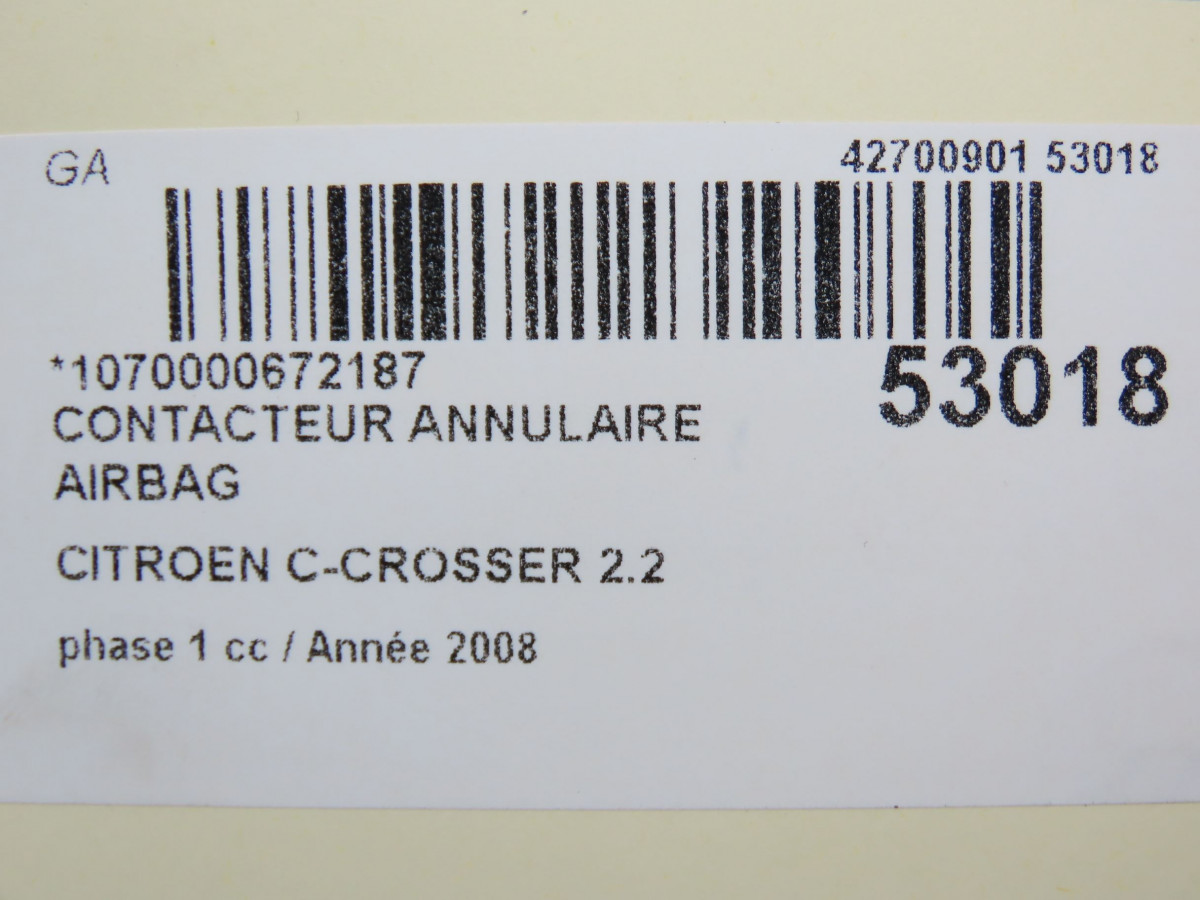 GA
42700901 53018
*1070000672187
53018
CONTACTEUR ANNULAIRE
AIRBAG
CITROEN C-CROSSER 2.2
phase 1 cc / Année 2008